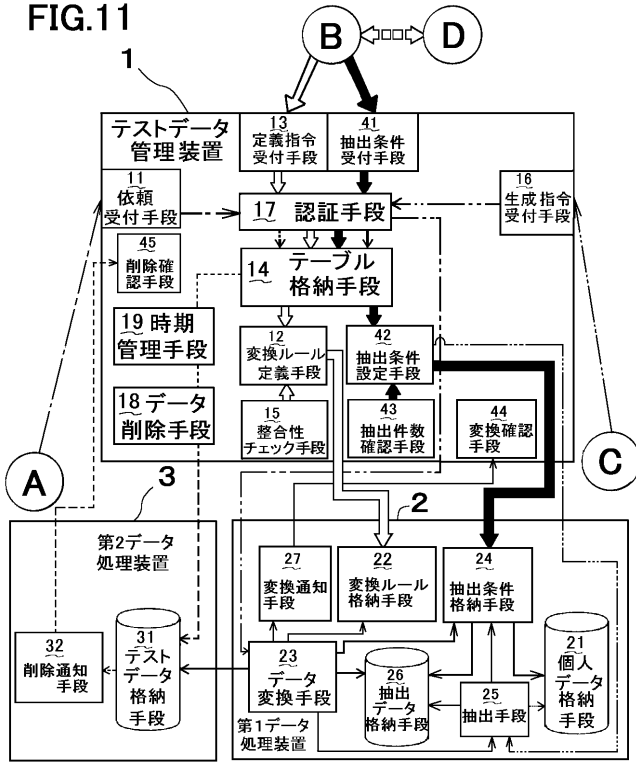 FIG.11
B
D
1
テストデータ
管理装置
13
定義指令
受付手段
41
抽出条件
受付手段
11
依頼
受付手段
16
生成指令
受付手段
17 認証手段
45
削除確
認手段
14 テーブル
格納手段
19 時期
管理手段
12
変換ルール
定義手段
42
抽出条件
設定手段
18 データ
削除手段
15
整合性
チェック手段
43
抽出件数
確認手段
44
変換確認
手段
A
C
3
2
第2データ
処理装置
27
変換通知
手段
22
変換ルール
格納手段
24
抽出条件
格納手段
32
削除通知
手段
31
テスト
データ
格納
手段
23
データ
変換手段
26
抽出
データ
格納手段
25
抽出手段
21
個人
データ
格納
手段
第1データ
処理装置